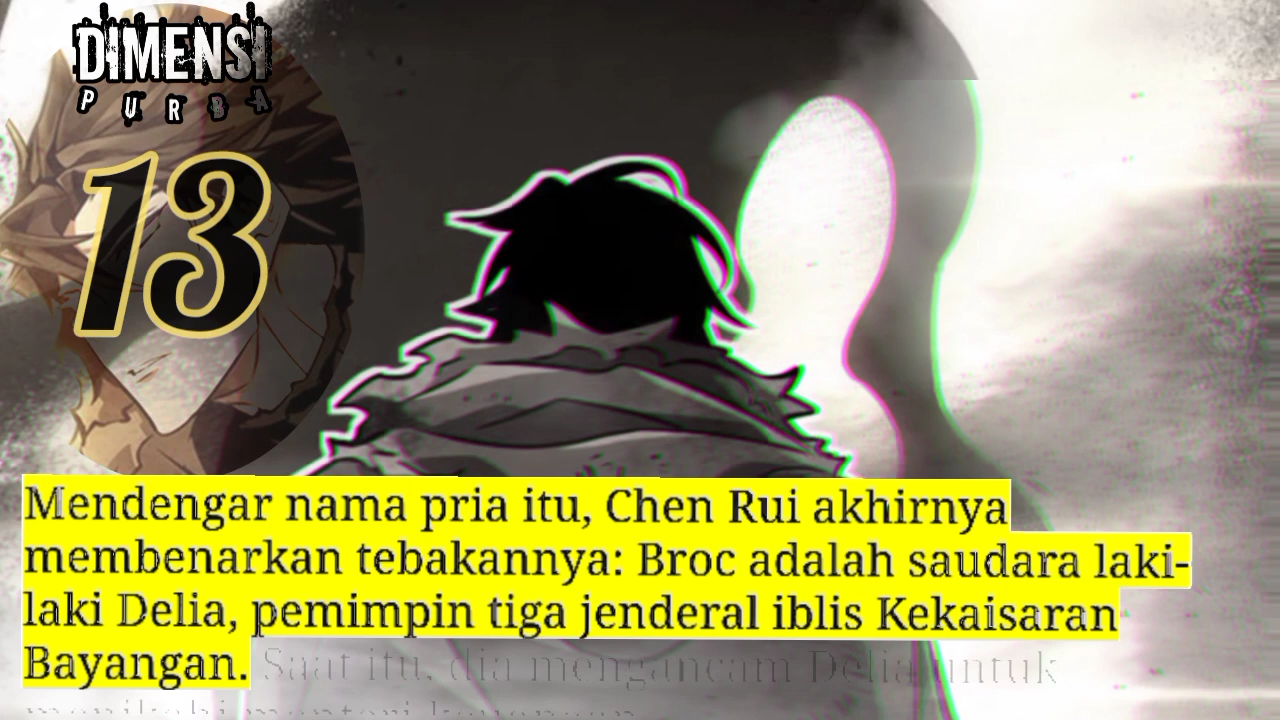 DIMENSI
PURBA
13
Mendengar nama pria itu, Chen Rui akhirnya
membenarkan tebakannya: Broc adalah saudara laki-
laki Delia, pemimpin tiga jenderal iblis Kekaisaran
Bayangan. Saat itu, dia mengancam Delia untuk